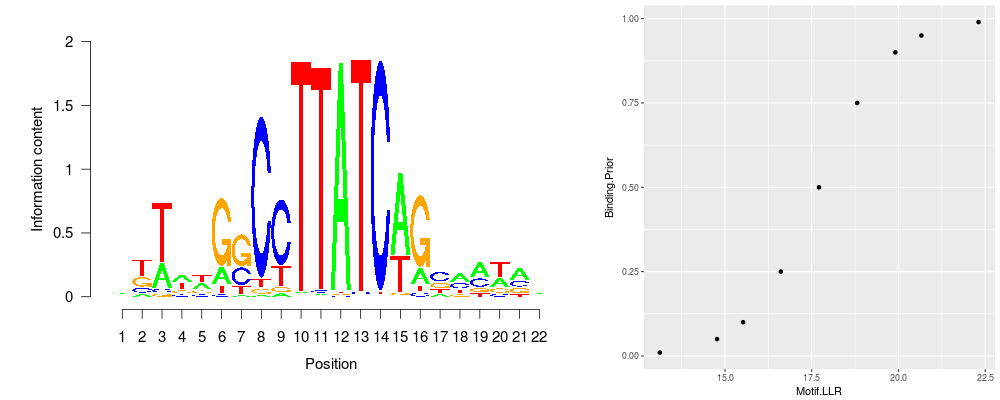 2
1.5
1
0.5
0
Information content
1 2 3 4 5 6 7 8 9 10 11 12 13 14 15 16 17 18 19 20 21 22
Position
T T G G C C T T A T C A G
1.00
0.75
0.50
0.25
0.00
Binding.Prior
15.0 17.5 20.0 22.5
Motif.LLR